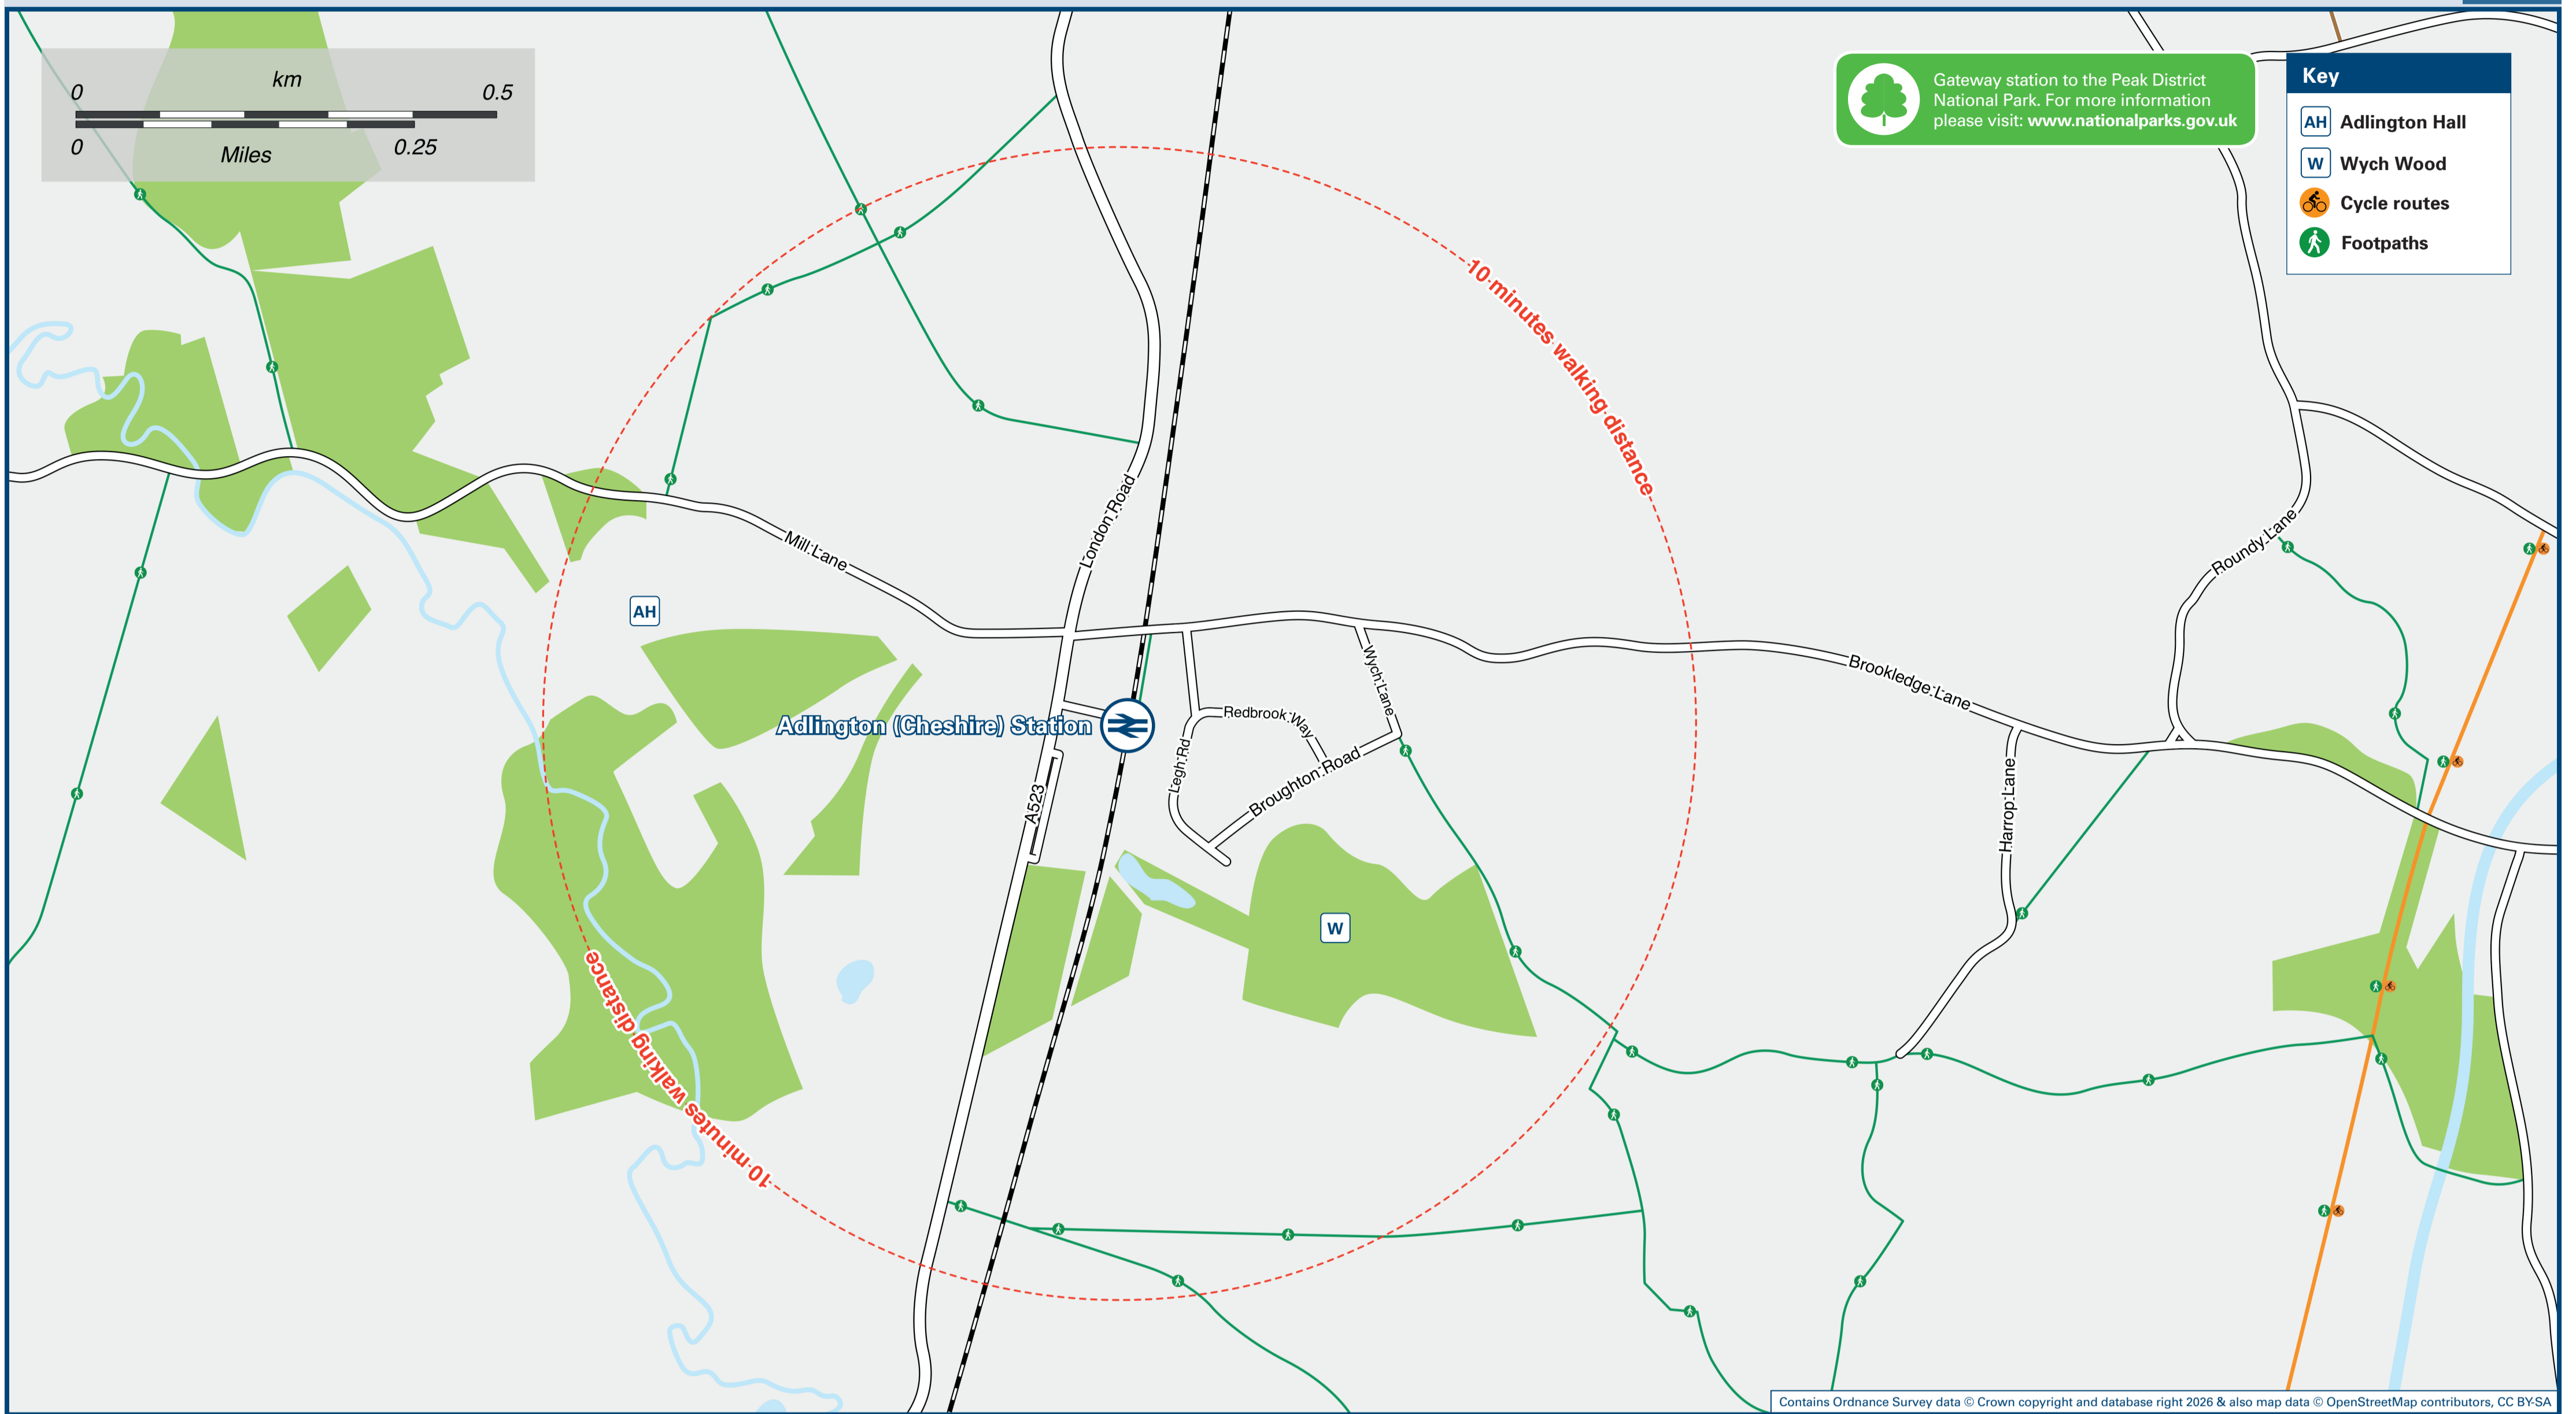 km
0 0.5
0 0.25
Miles
Gateway station to the Peak District
National Park. For more information
please visit: www.nationalparks.gov.uk
Key
AH Adlington Hall
W Wych Wood
Cycle routes
Footpaths
10 minutes walking distance
London Road
Mill Lane
Roundy Lane
AH
Wych Lane
Brookledge Lane
Redbrook Way
Adlington (Cheshire) Station
Legh Rd
Broughton Road
A523
Harrop Lane
W
10 minutes walking distance
Contains Ordnance Survey data © Crown copyright and database right 2026 & also map data © OpenStreetMap contributors, CC BY-SA